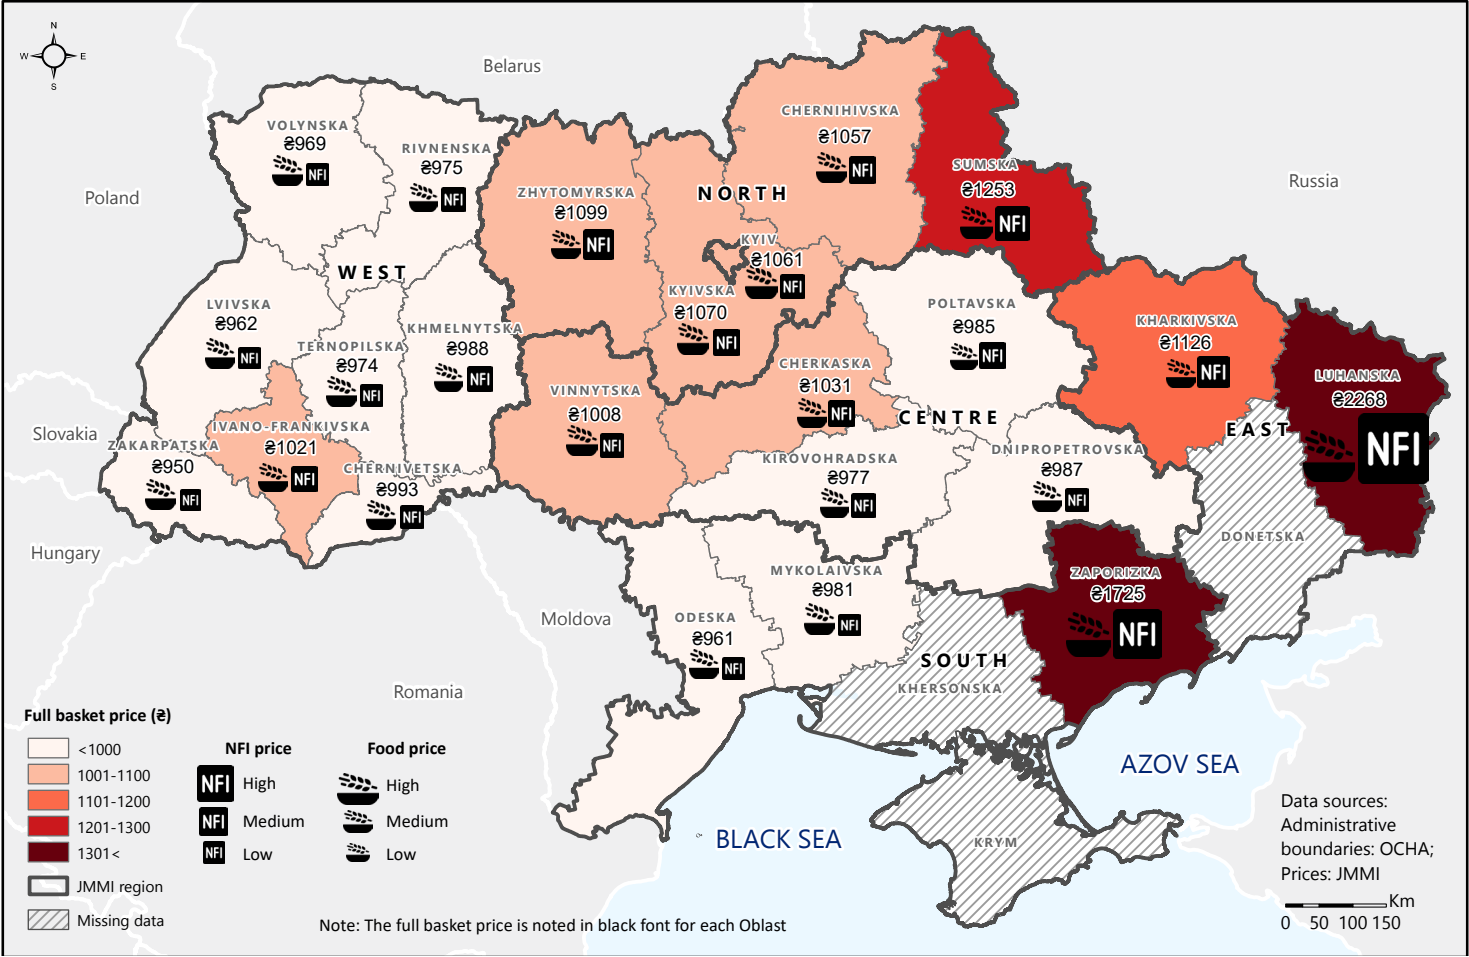 N
W E
S
Belarus
Poland
Russia
Slovakia
Hungary
Moldova
Romania
VOLYNSKA
₴969
NFI
RIVNENSKA
₴975
NFI
ZHYTOMYRSKA
₴1099
NFI
NORTH
CHERNIHIVSKA
₴1057
NFI
SUMSKA
₴1253
NFI
KYIV
₴1061
NFI
KYIVSKA
₴1070
NFI
WEST
LVIVSKA
₴962
NFI
TERNOPILSKA
₴974
NFI
KHMELNYTSKA
₴988
NFI
IVANO-FRANKIVSKA
₴1021
NFI
ZAKARPATSKA
₴950
NFI
CHERNIVETSKA
₴993
NFI
VINNYTSKA
₴1008
NFI
CHERKASKA
₴1031
NFI
POLTAVSKA
₴985
NFI
CENTRE
KIROVOHRADSKA
₴977
NFI
DNIPROPETROVSKA
₴987
NFI
KHARKIVSKA
₴1126
NFI
LUHANSKA
₴2268
NFI
EAST
DONETSKA
ZAPORIZKA
₴1725
NFI
MYKOLAIVSKA
₴981
NFI
ODESKA
₴961
NFI
SOUTH
KHERSONSKA
KRYM
AZOV SEA
BLACK SEA
Full basket price (₴)
<1000
1001-1100
1101-1200
1201-1300
1301<
JMMI region
Missing data
NFI price
NFI High
NFI Medium
NFI Low
Food price
High
Medium
Low
Note: The full basket price is noted in black font for each Oblast
Data sources:
Administrative
boundaries: OCHA;
Prices: JMMI
Km
0 50 100 150